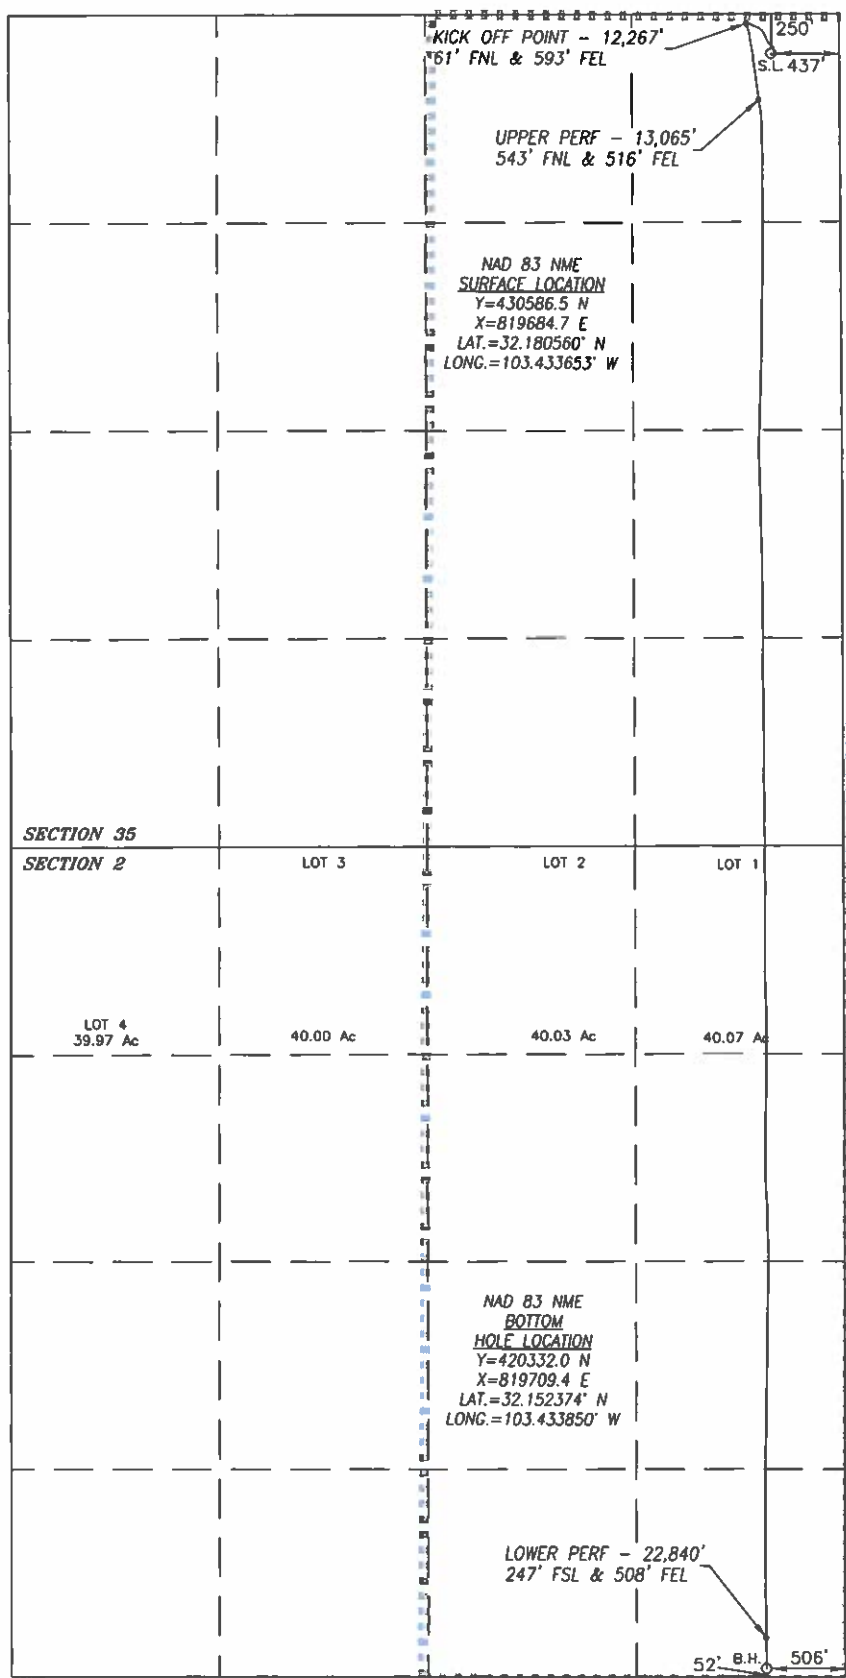 KICK OFF POINT - 12,267'
61' FNL & 593' FEL
250'
S.L. 437'
UPPER PERF - 13,065'
543' FNL & 516' FEL
NAD 83 NME
SURFACE LOCATION
Y=430586.5 N
X=819684.7 E
LAT.=32.180560° N
LONG.=103.433653° W
SECTION 35
SECTION 2
LOT 3
LOT 2
LOT 1
LOT 4
39.97 Ac
40.00 Ac
40.03 Ac
40.07 Ac
NAD 83 NME
BOTTOM
HOLE LOCATION
Y=420332.0 N
X=819709.4 E
LAT.=32.152374° N
LONG.=103.433850° W
LOWER PERF - 22,840'
247' FSL & 508' FEL
52' B.H. 506'